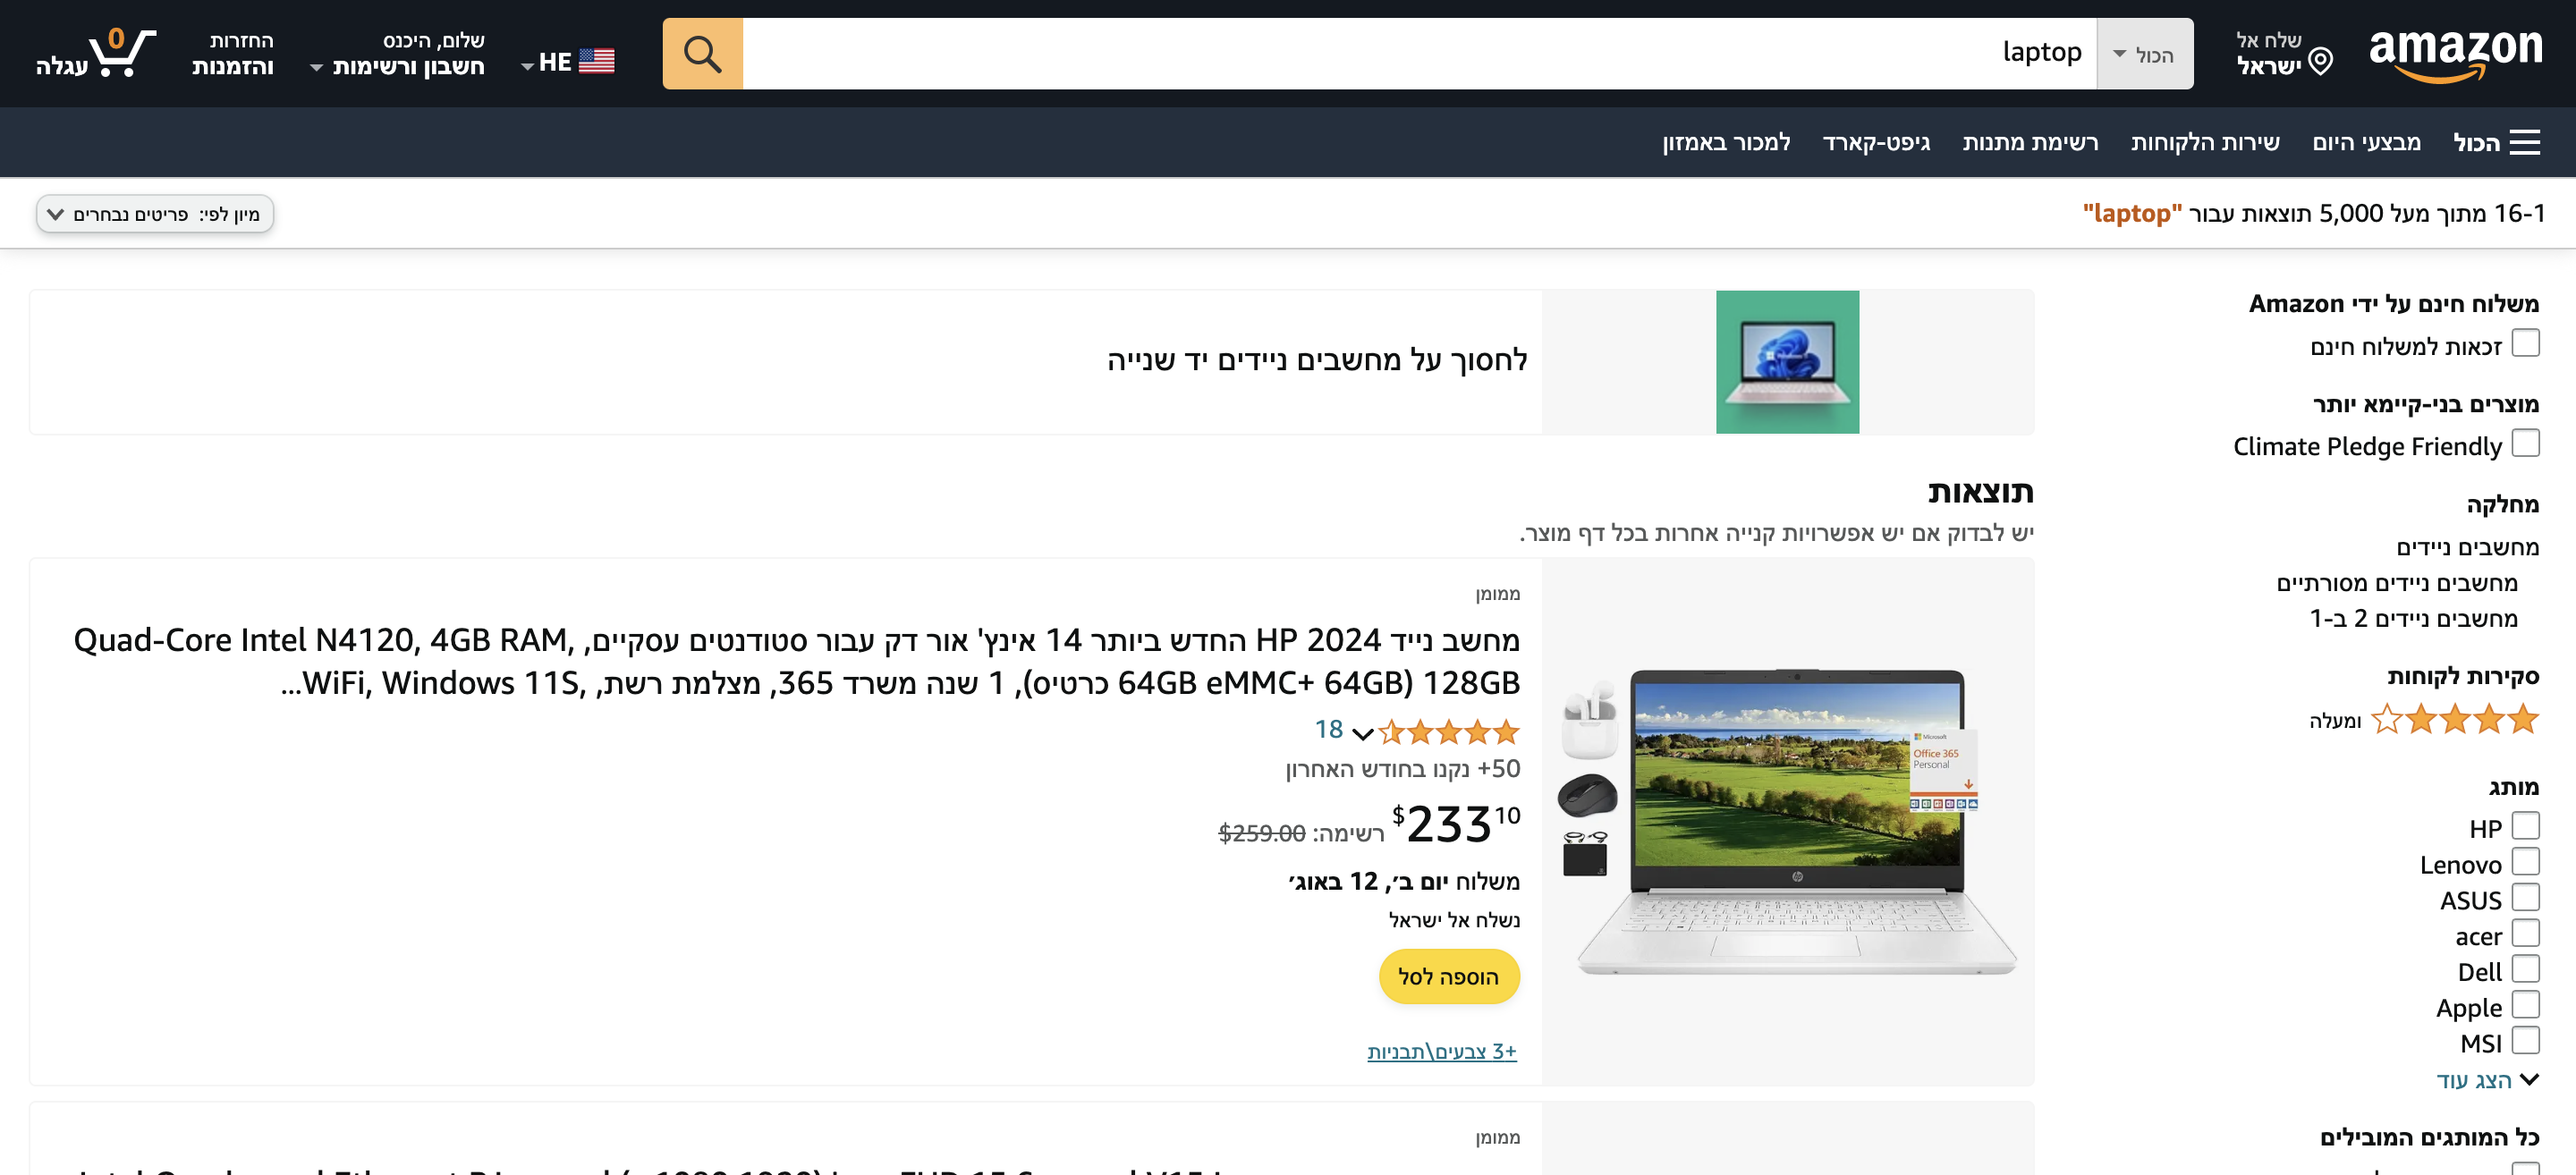 amazon
שלח אל
ישראל
הכול
laptop
HE
שלום, היכנס
חשבון ורשימות
החזרות
והזמנות
0
עגלה
הכול
מבצעי היום
שירות הלקוחות
רשימת מתנות
גיפט-קארד
למכור באמזון
16-1 מתוך מעל 5,000 תוצאות עבור "laptop"
מיון לפי: פריטים נבחרים
משלוח חינם על ידי Amazon
זכאות למשלוח חינם
מוצרים בני-קיימא יותר
Climate Pledge Friendly
מחלקה
מחשבים ניידים
מחשבים ניידים מסורתיים
מחשבים ניידים 2 ב-1
סקירות לקוחות
ומעלה
מותג
HP
Lenovo
ASUS
acer
Dell
Apple
MSI
הצג עוד
כל המותגים המובילים
לחסוך על מחשבים ניידים יד שנייה
תוצאות
יש לבדוק אם יש אפשרויות קנייה אחרות בכל דף מוצר.
Microsoft
Office 365
Personal
ממומן
מחשב נייד HP 2024 החדש ביותר 14 אינץ' אור דק עבור סטודנטים עסקיים, Quad-Core Intel N4120, 4GB RAM,
128GB (64GB eMMC+ 64GB כרטיס), 1 שנה משרד 365, מצלמת רשת, WiFi, Windows 11S,...
18
50+ נקנו בחודש האחרון
$233.10 רשימה: $259.00
משלוח יום ב׳, 12 באוג׳
נשלח אל ישראל
הוספה לסל
+3 צבעים\תבניות
ממומן